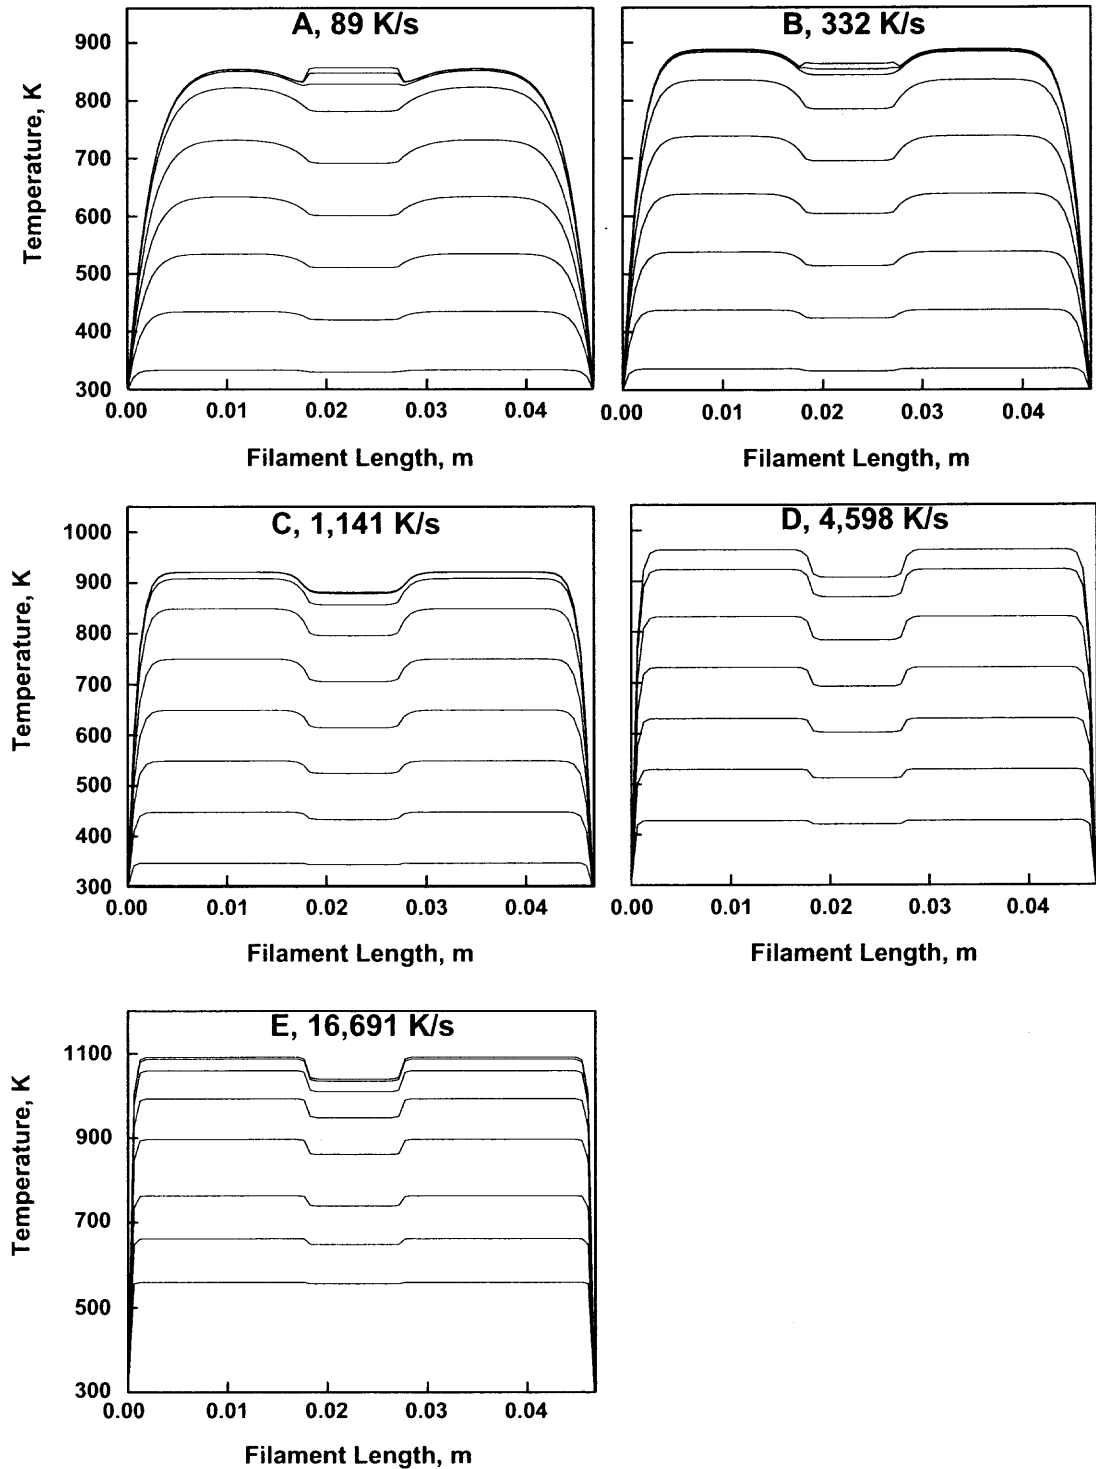 A, 89 K/s
900
800
700
600
500
400
300
Temperature, K
0.00 0.01 0.02 0.03 0.04
Filament Length, m
B, 332 K/s
0.00 0.01 0.02 0.03 0.04
Filament Length, m
C, 1,141 K/s
1000
900
800
700
600
500
400
300
Temperature, K
0.00 0.01 0.02 0.03 0.04
Filament Length, m
D, 4,598 K/s
0.00 0.01 0.02 0.03 0.04
Filament Length, m
E, 16,691 K/s
1100
900
700
500
300
Temperature, K
0.00 0.01 0.02 0.03 0.04
Filament Length, m